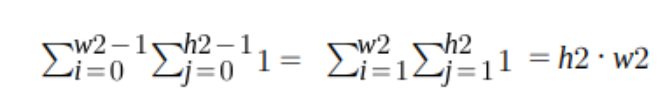 ∑_{i=0}^{w2−1} ∑_{j=0}^{h2−1} 1 = ∑_{i=1}^{w2} ∑_{j=1}^{h2} 1 = h2 · w2